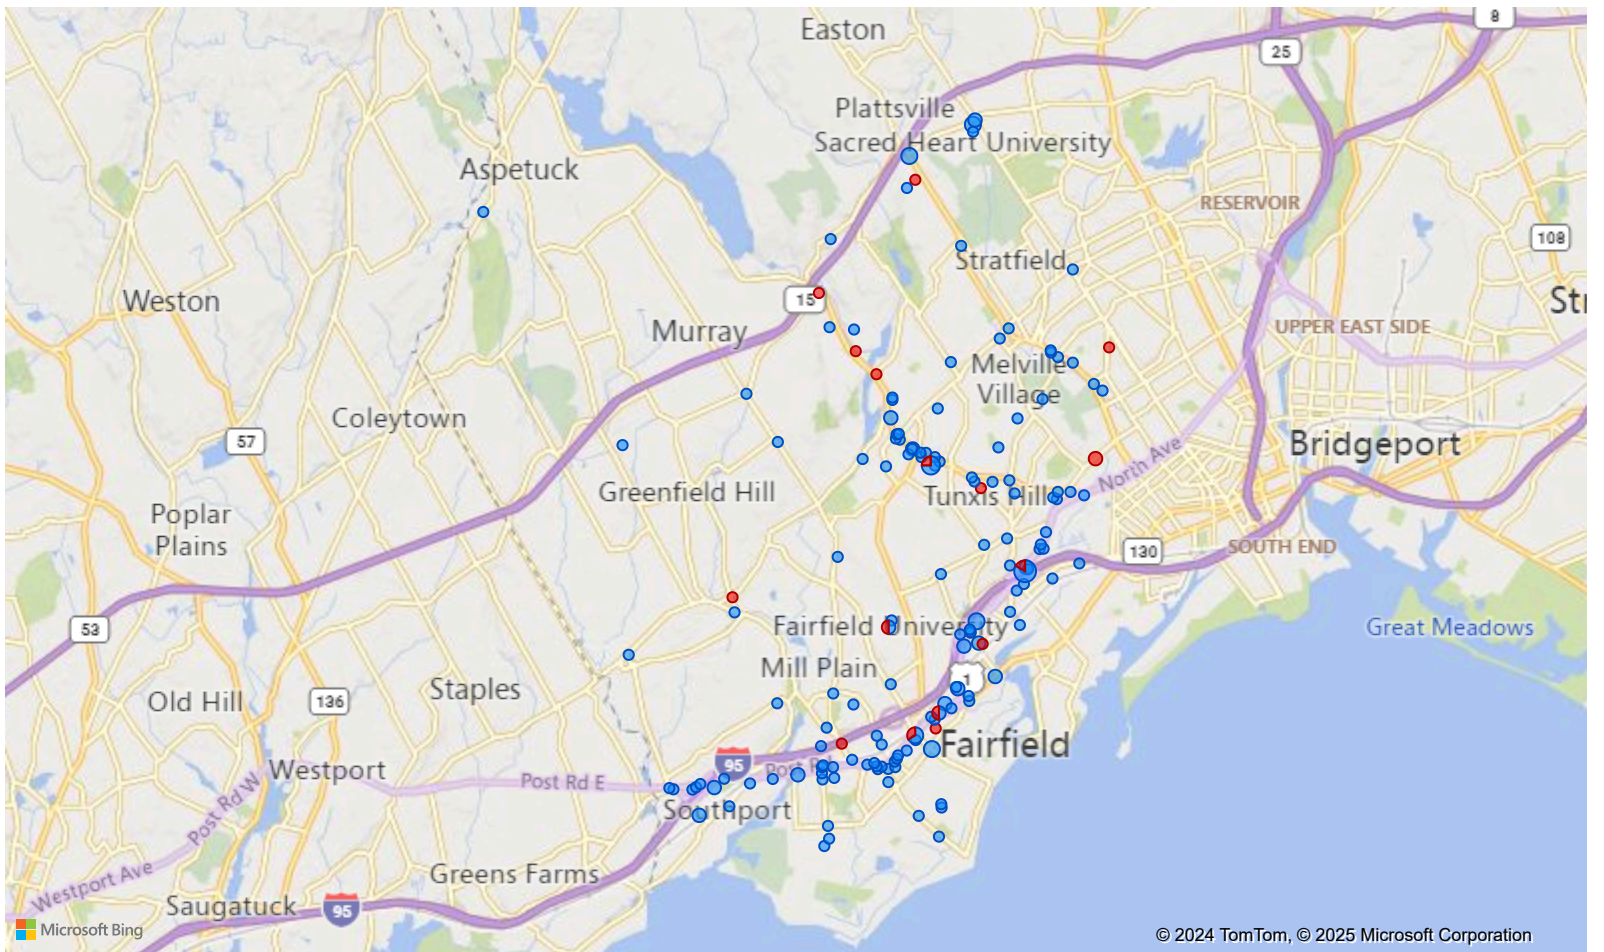 Easton
8
25
Plattsville
Sacred Heart University
Aspetuck
RESERVOIR
108
Stratfield
Weston
15
Str
UPPER EAST SIDE
Murray
Melville
Village
Coleytown
57
Bridgeport
North Ave
Greenfield Hill
Tunxis Hill
Poplar
Plains
SOUTH END
130
53
Fairfield University
Great Meadows
Mill Plain
1
Staples
Old Hill
136
Fairfield
95
Westport
Post Rd
Post Rd E
Post Rd W
Southport
Greens Farms
Westport Ave
Saugatuck
95
Microsoft Bing
© 2024 TomTom, © 2025 Microsoft Corporation